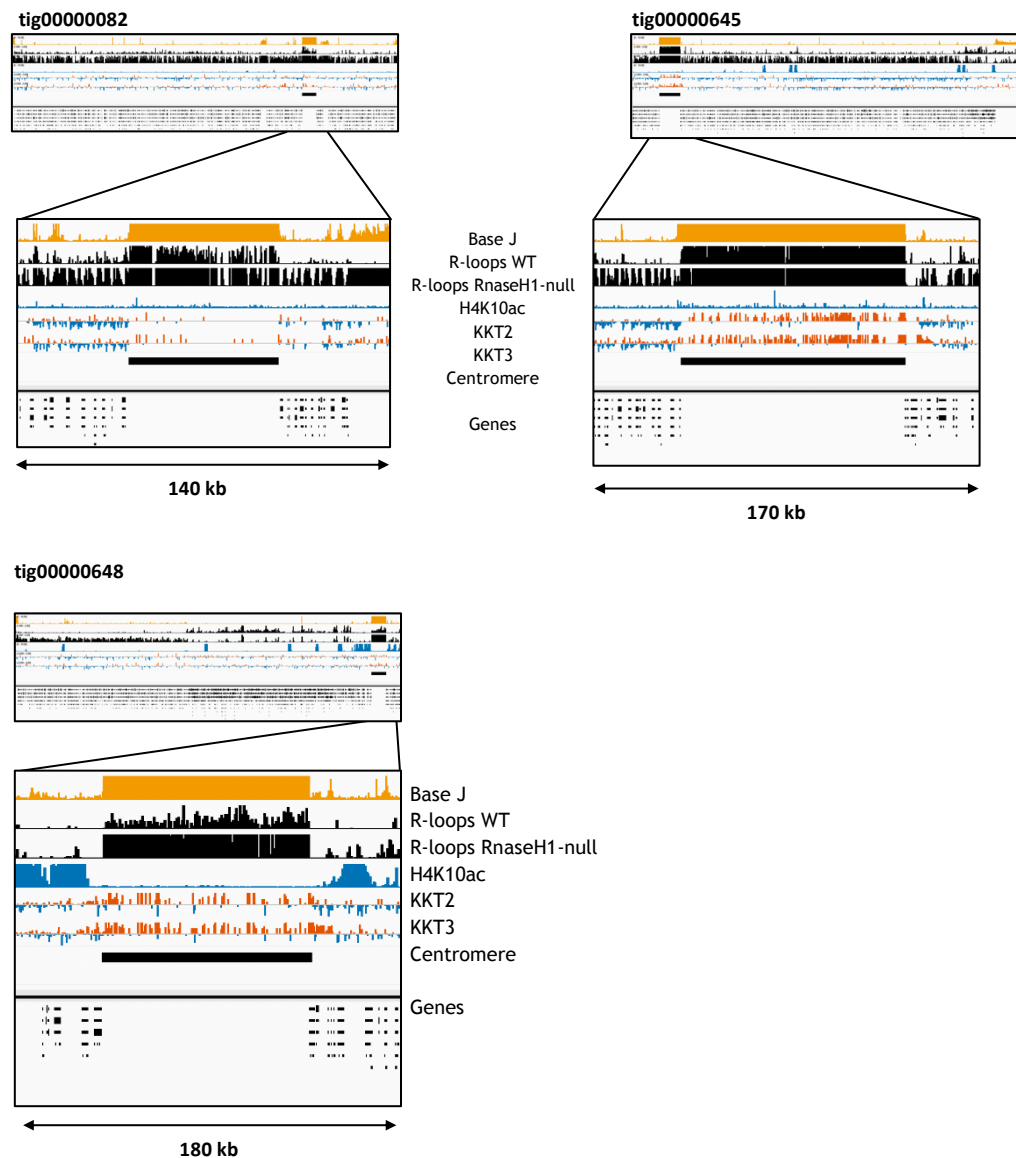 tig00000082
tig00000645
Base J
R-loops WT
R-loops RnaseH1-null
H4K10ac
KKT2
KKT3
Centromere
Genes
140 kb
170 kb
tig00000648
Base J
R-loops WT
R-loops RnaseH1-null
H4K10ac
KKT2
KKT3
Centromere
Genes
180 kb